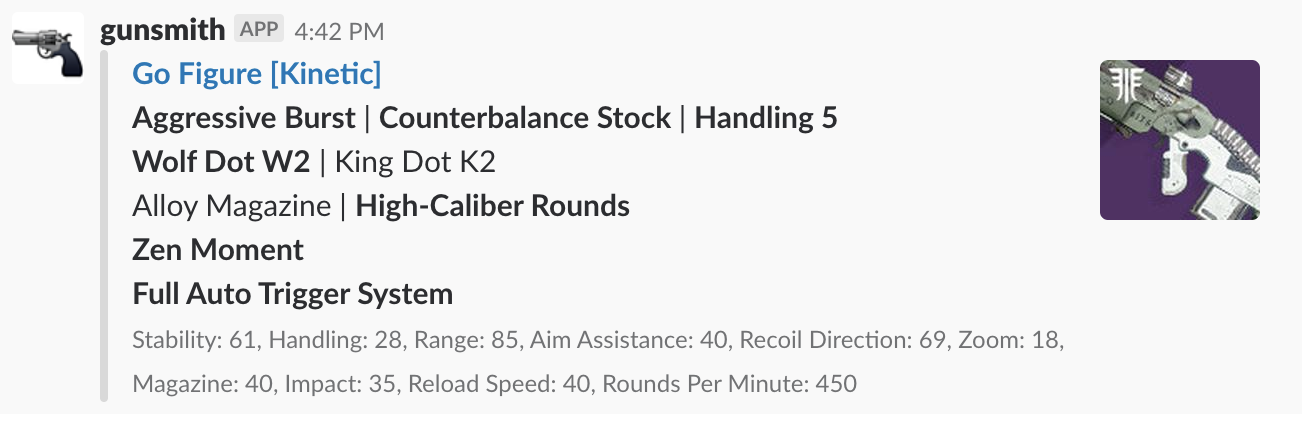 gunsmith APP 4:42 PM
Go Figure [Kinetic]
Aggressive Burst | Counterbalance Stock | Handling 5
Wolf Dot W2 | King Dot K2
Alloy Magazine | High-Caliber Rounds
Zen Moment
Full Auto Trigger System
Stability: 61, Handling: 28, Range: 85, Aim Assistance: 40, Recoil Direction: 69, Zoom: 18,
Magazine: 40, Impact: 35, Reload Speed: 40, Rounds Per Minute: 450